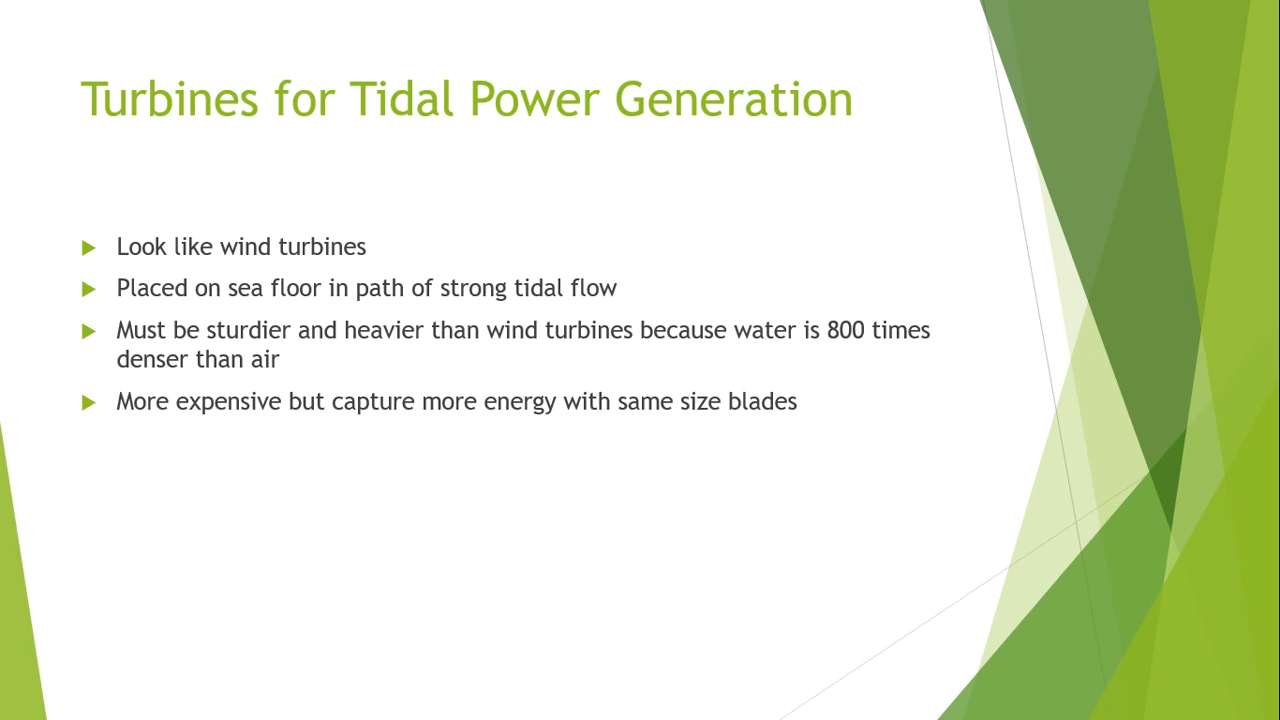 Turbines for Tidal Power Generation
Look like wind turbines
Placed on sea floor in path of strong tidal flow
Must be sturdier and heavier than wind turbines because water is 800 times
denser than air
More expensive but capture more energy with same size blades